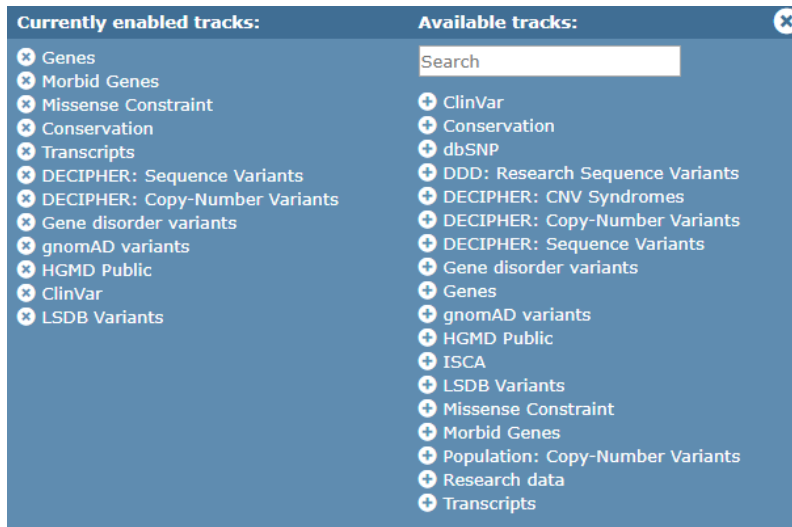 Currently enabled tracks:
Genes
Morbid Genes
Missense Constraint
Conservation
Transcripts
DECIPHER: Sequence Variants
DECIPHER: Copy-Number Variants
Gene disorder variants
gnomAD variants
HGMD Public
ClinVar
LSDB Variants
Available tracks:
Search
ClinVar
Conservation
dbSNP
DDD: Research Sequence Variants
DECIPHER: CNV Syndromes
DECIPHER: Copy-Number Variants
DECIPHER: Sequence Variants
Gene disorder variants
Genes
gnomAD variants
HGMD Public
ISCA
LSDB Variants
Missense Constraint
Morbid Genes
Population: Copy-Number Variants
Research data
Transcripts